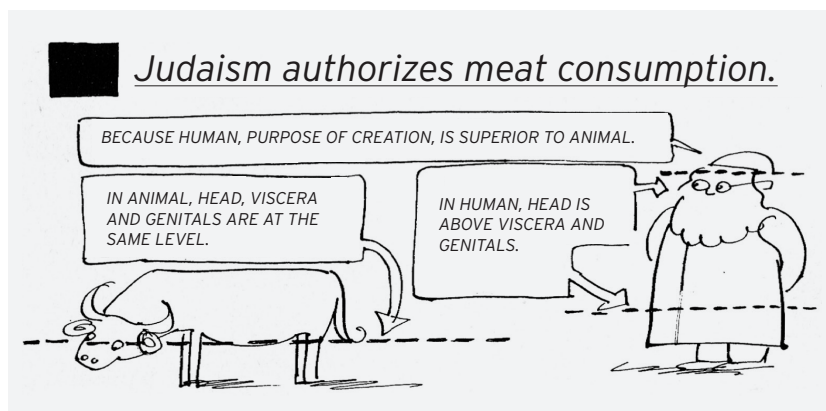 Judaism authorizes meat consumption.
BECAUSE HUMAN, PURPOSE OF CREATION, IS SUPERIOR TO ANIMAL.
IN ANIMAL, HEAD, VISCERA
AND GENITALS ARE AT THE
SAME LEVEL.
IN HUMAN, HEAD IS
ABOVE VISCERA AND
GENITALS.